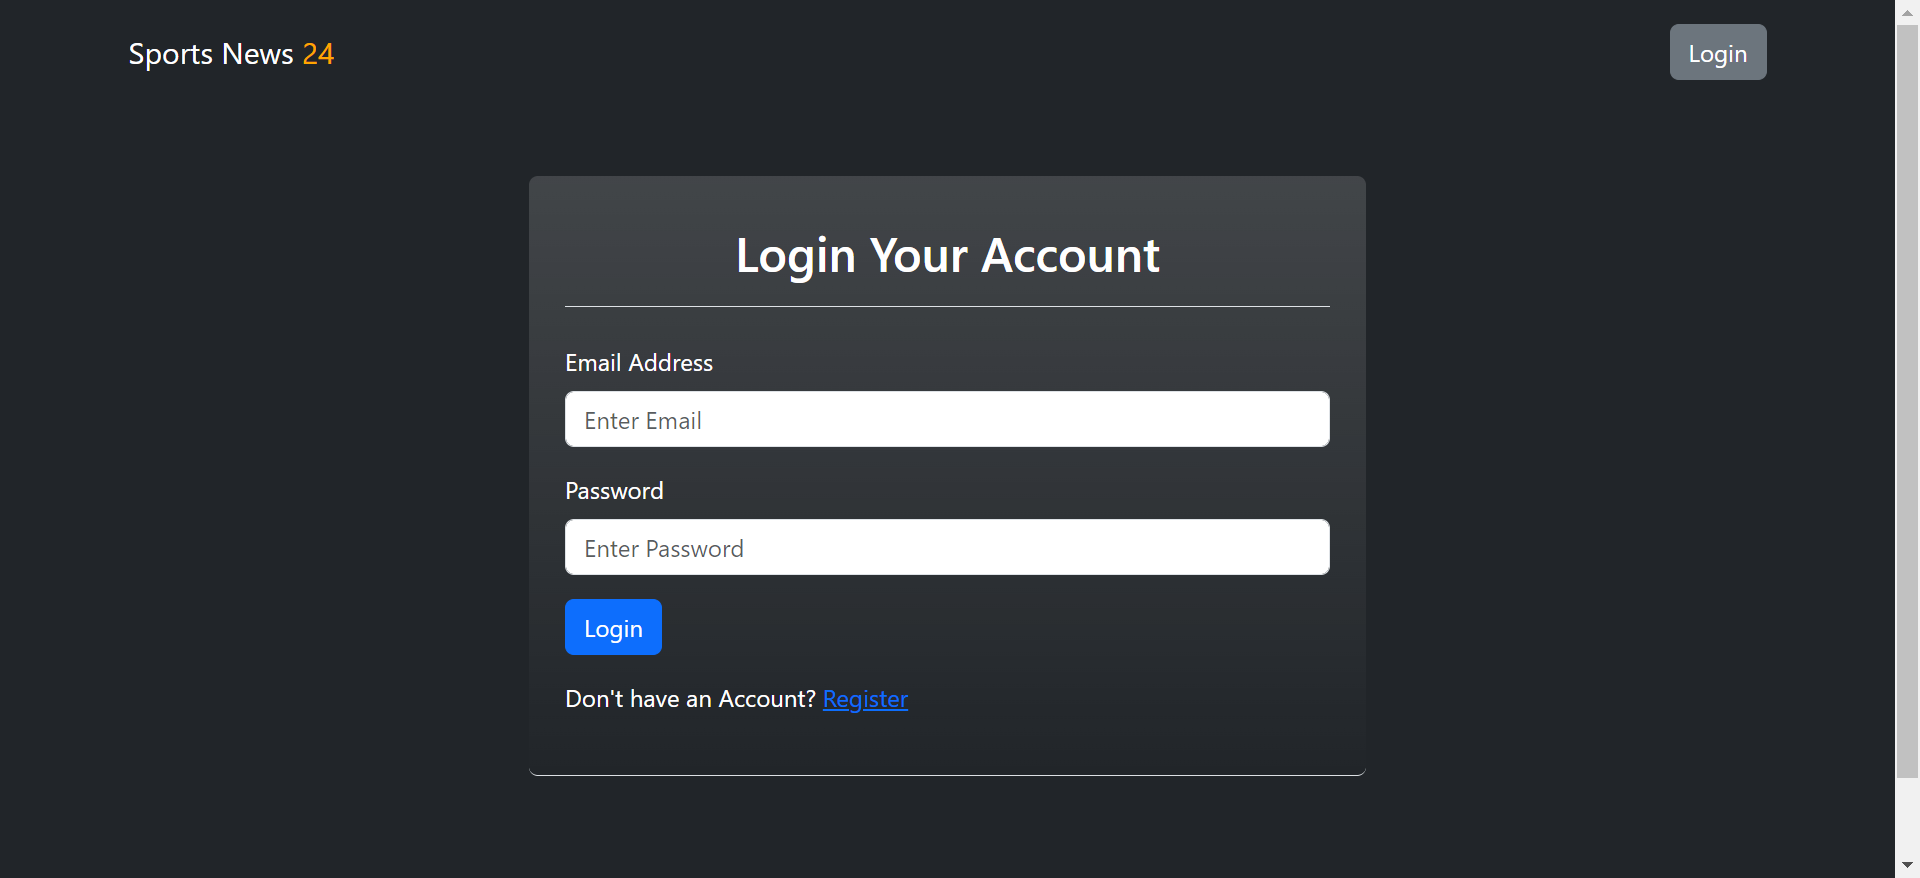 Sports News 24
Login
Login Your Account
Email Address
Enter Email
Password
Enter Password
Login
Don't have an Account? Register